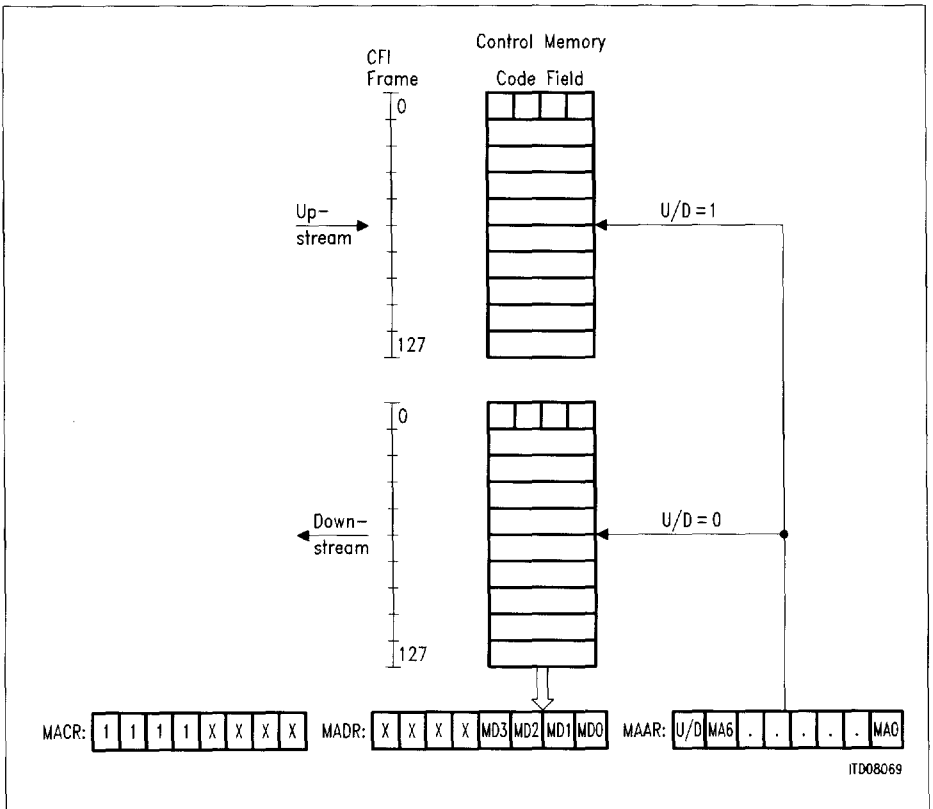 Control Memory
CFI
Frame
Code Field
0
Up-
stream
U/D=1
127
0
Down-
stream
U/D=0
127
MACR: 1 1 1 1 X X X X
MADR: X X X X MD3 MD2 MD1 MD0
MAAR: U/D MA6 . . . . . MA0
ITD08069